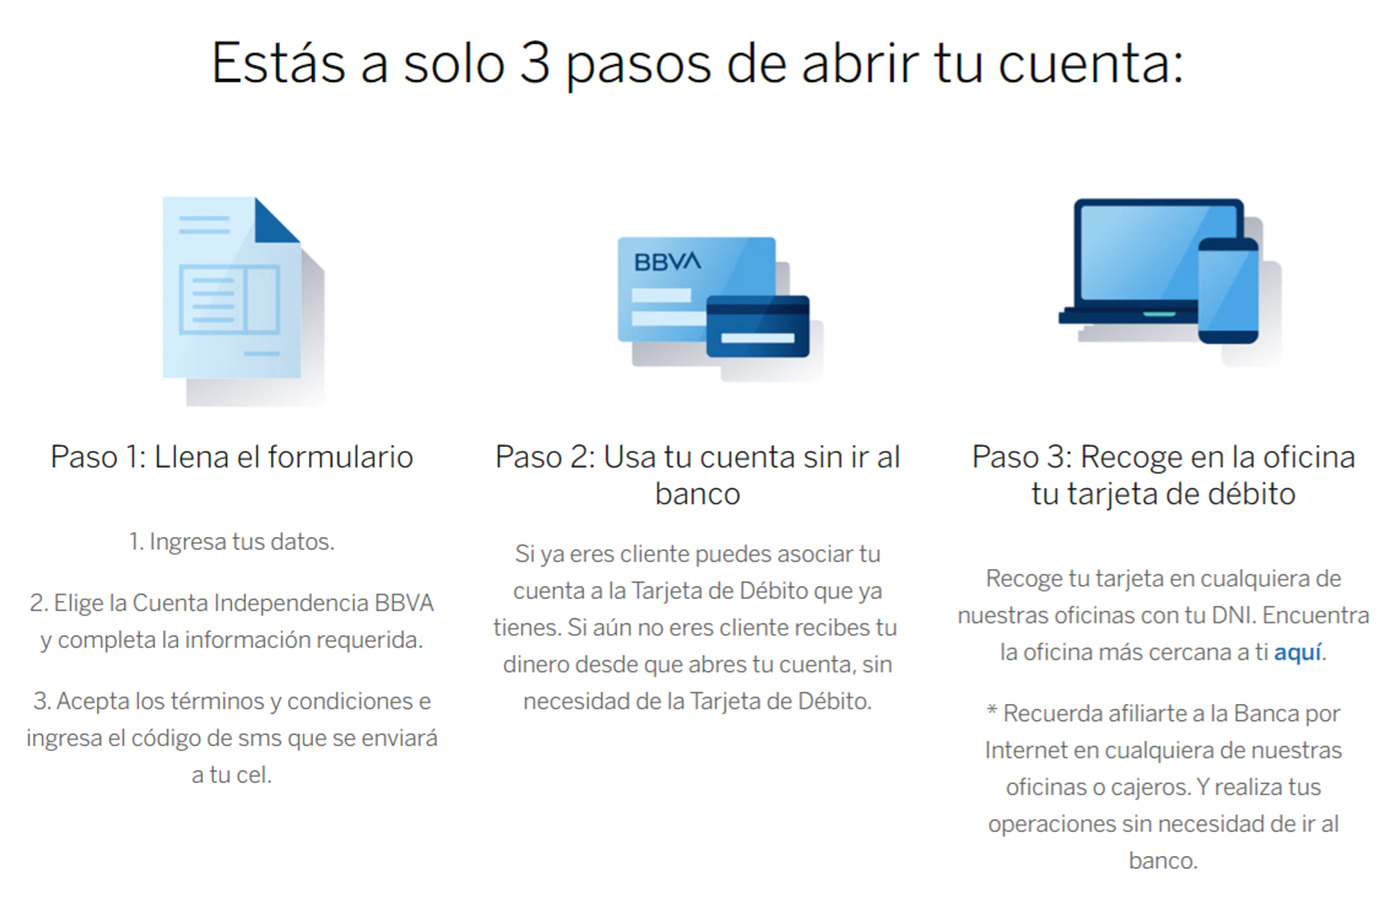 Estás a solo 3 pasos de abrir tu cuenta:
BBVA
Paso 1: Llena el formulario
1. Ingresa tus datos.
2. Elige la Cuenta Independencia BBVA
y completa la información requerida.
3. Acepta los términos y condiciones e
ingresa el código de sms que se enviará
a tu cel.
Paso 2: Usa tu cuenta sin ir al
banco
Si ya eres cliente puedes asociar tu
cuenta a la Tarjeta de Débito que ya
tienes. Si aún no eres cliente recibes tu
dinero desde que abres tu cuenta, sin
necesidad de la Tarjeta de Débito.
Paso 3: Recoge en la oficina
tu tarjeta de débito
Recoge tu tarjeta en cualquiera de
nuestras oficinas con tu DNI. Encuentra
la oficina más cercana a ti aquí.
* Recuerda afiliarte a la Banca por
Internet en cualquiera de nuestras
oficinas o cajeros. Y realiza tus
operaciones sin necesidad de ir al
banco.